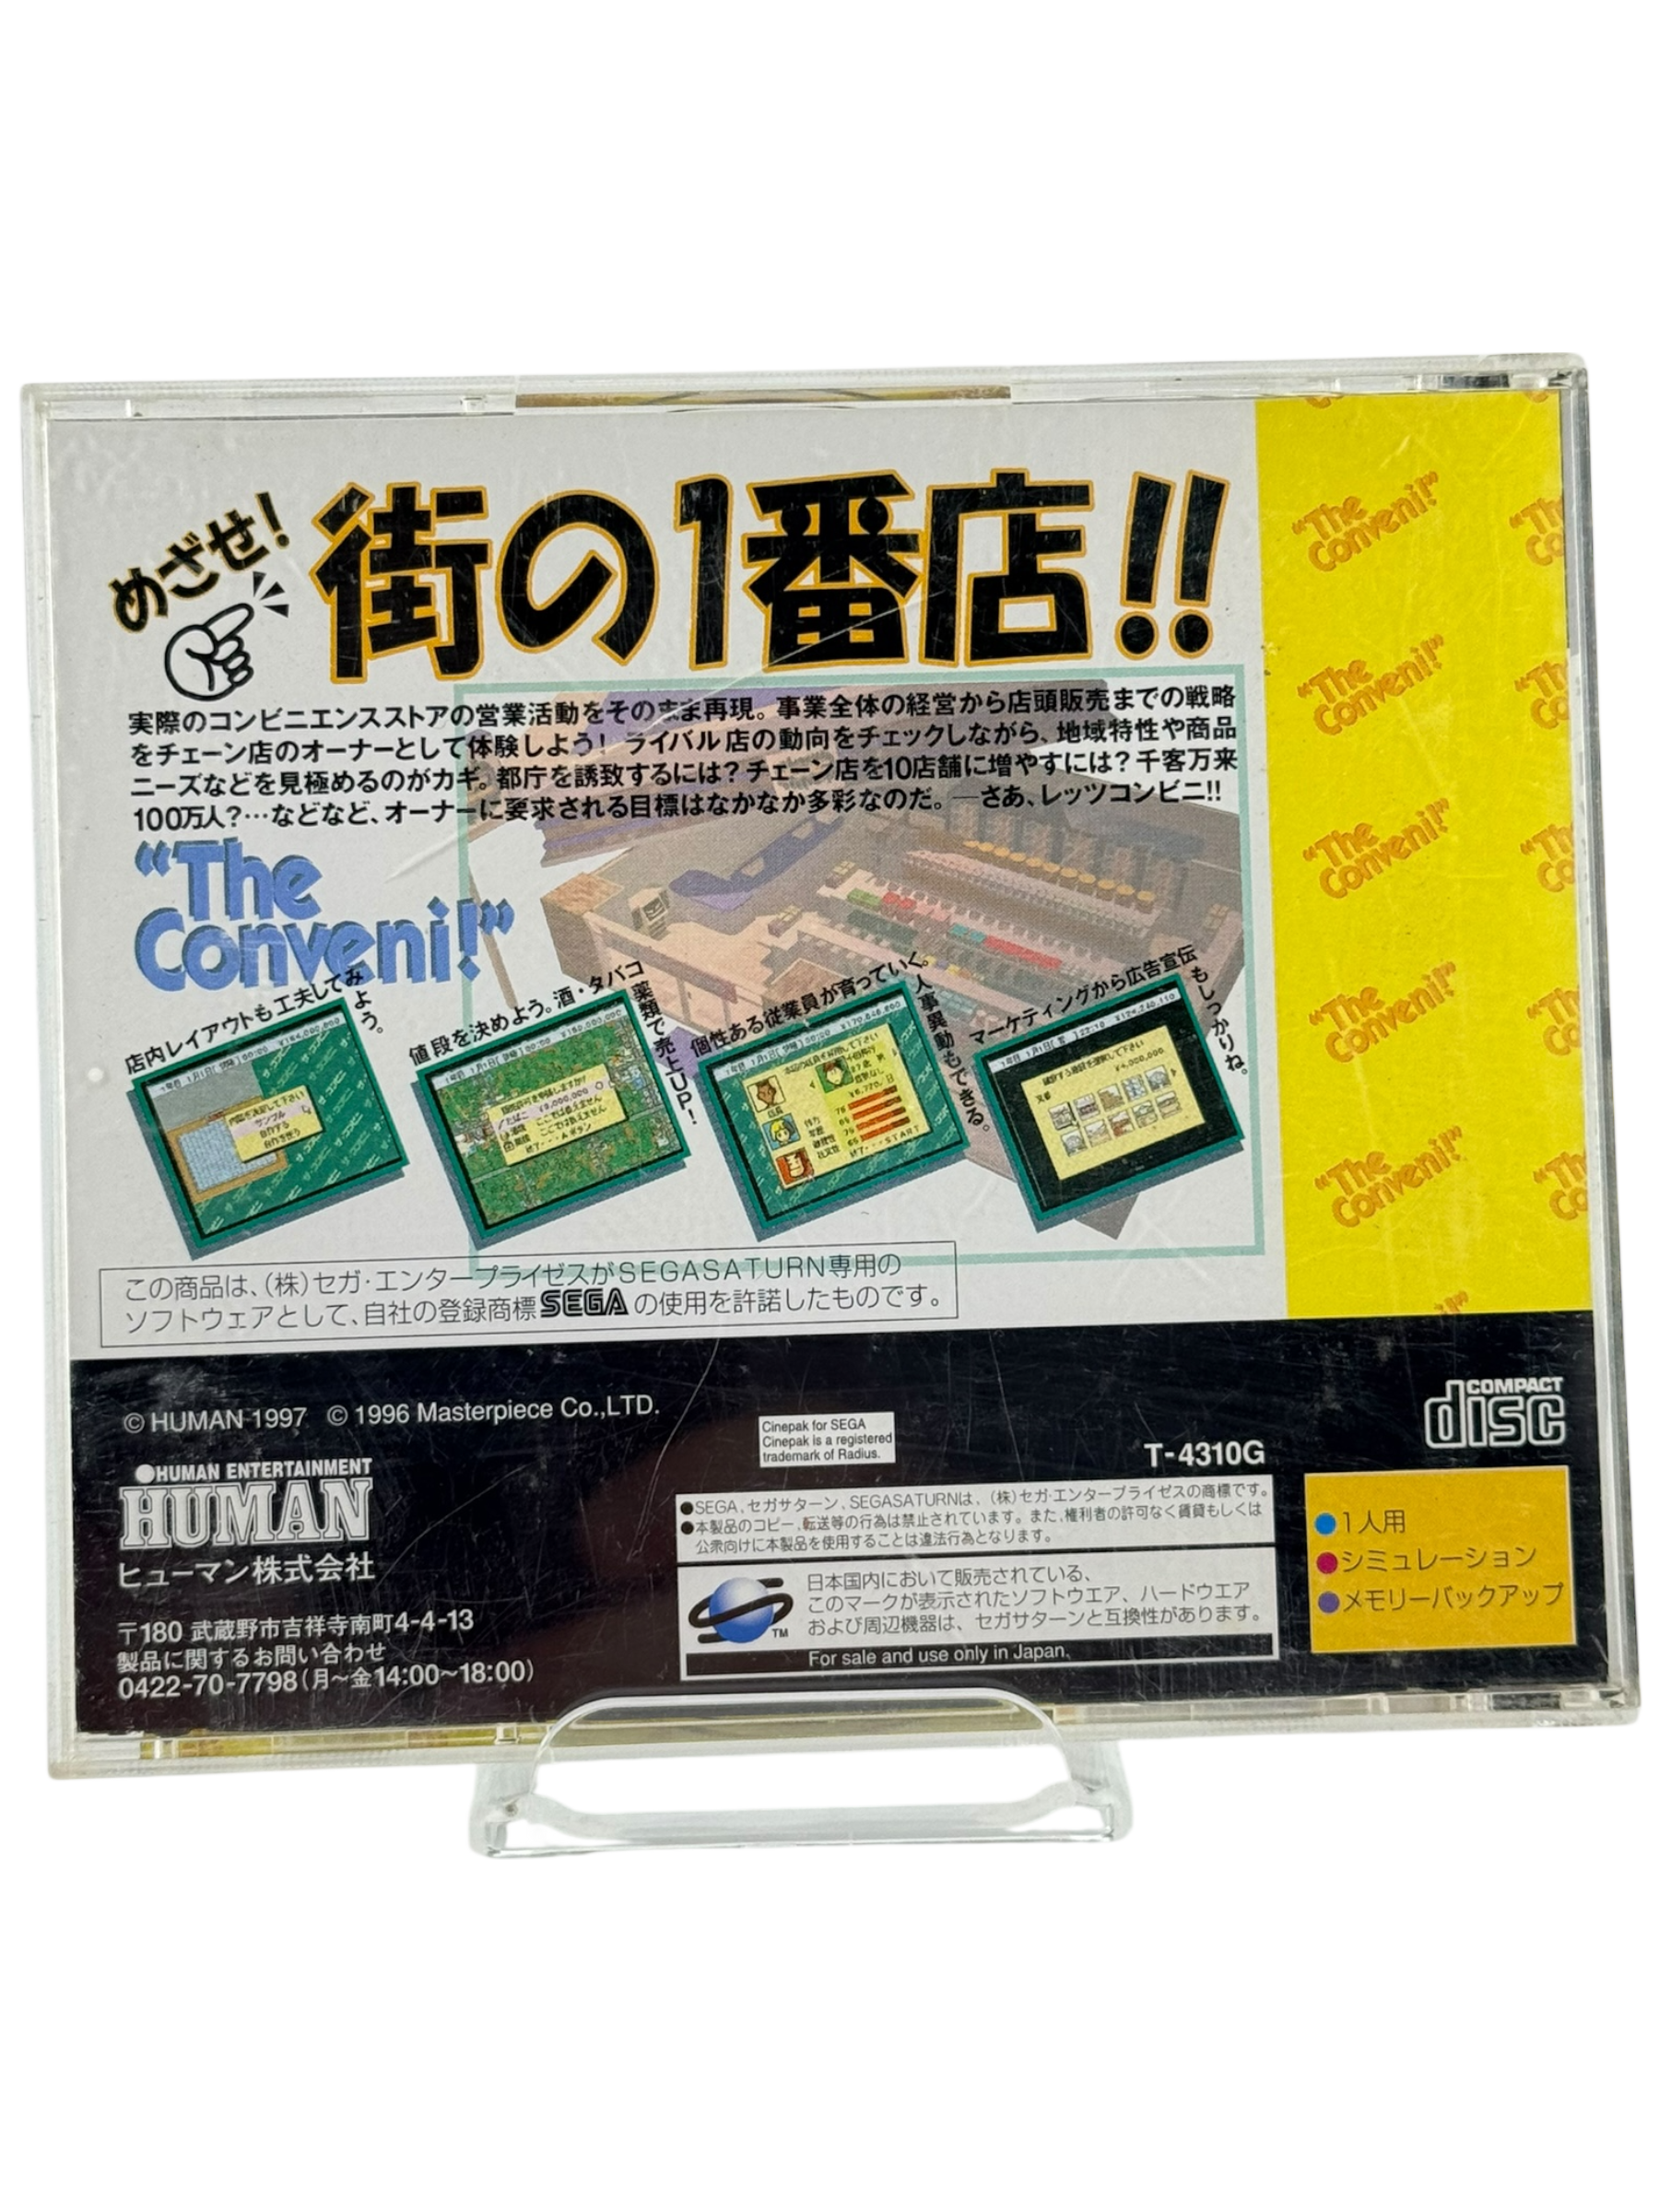 めざせ!
街の1番店!!
実際のコンビニエンスストアの営業活動をそのまま再現。事業全体の経営から店頭販売までの戦略
をチェーン店のオーナーとして体験しよう! ライバル店の動向をチェックしながら、地域特性や商品
ニーズなどを見極めるのがカギ。都庁を誘致するには?チェーン店を10店舗に増やすには?千客万来
100万人?…などなど、オーナーに要求される目標はなかなか多彩なのだ。—さあ、レッツコンビニ!!
"The
Conveni!"
店内レイアウトも工夫してみよう。
値段を決めよう。酒・タバコ薬類で売上UP!
個性ある従業員が育っていく。人事異動もできる。
マーケティングから広告宣伝もしっかりね。
サンプル
¥4,000,000
店長
終了・・・Aボタン
終了・・・START
"The
Conveni!"
"The
Conveni!"
"The
Conveni!"
"The
Conveni!"
"The
Conveni!"
この商品は、(株)セガ・エンタープライゼスがSEGASATURN専用の
ソフトウェアとして、自社の登録商標SEGAの使用を許諾したものです。
© HUMAN 1997 © 1996 Masterpiece Co.,LTD.
●HUMAN ENTERTAINMENT
HUMAN
ヒューマン株式会社
〒180 武蔵野市吉祥寺南町4-4-13
製品に関するお問い合わせ
0422-70-7798(月〜金14:00〜18:00)
Cinepak for SEGA
Cinepak is a registered
trademark of Radius.
T-4310G
COMPACT
disc
●SEGA、セガサターン、SEGASATURNは、(株)セガ・エンタープライゼスの商標です。
●本製品のコピー、転送等の行為は禁止されています。また、権利者の許可なく賃貸もしくは
公衆向けに本製品を使用することは違法行為となります。
TM
日本国内において販売されている、
このマークが表示されたソフトウエア、ハードウエア
および周辺機器は、セガサターンと互換性があります。
For sale and use only in Japan.
●1人用
●シミュレーション
●メモリーバックアップ